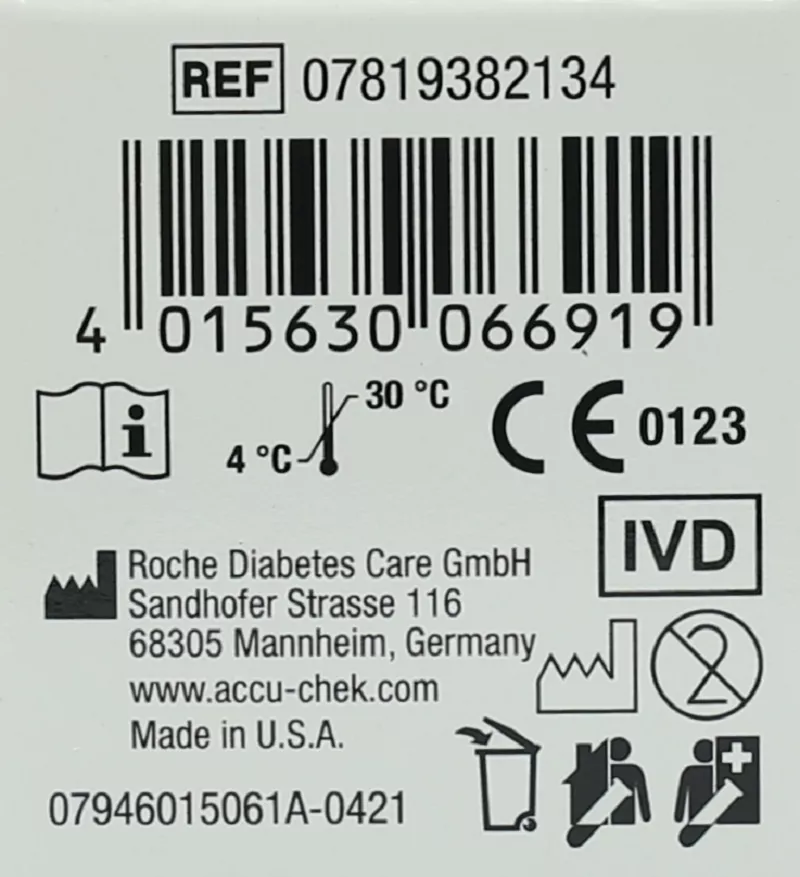 REF 07819382134
4 015630 066919
30 °C
4 °C
CE 0123
IVD
Roche Diabetes Care GmbH
Sandhofer Strasse 116
68305 Mannheim, Germany
www.accu-chek.com
Made in U.S.A.
2
07946015061A-0421